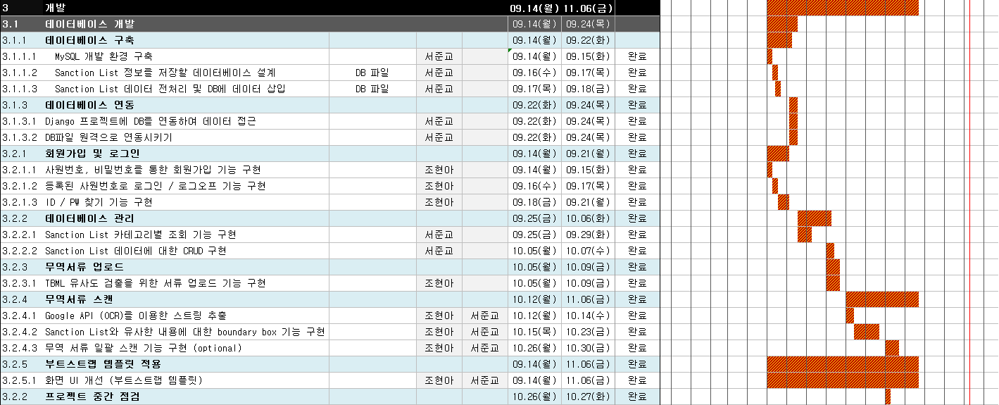 3 개발 09.14(월) 11.06(금)
3.1 데이터베이스 개발 09.14(월) 09.24(목)
3.1.1 데이터베이스 구축 09.14(월) 09.22(화)
3.1.1.1 MySQL 개발 환경 구축 서준교 09.14(월) 09.15(화) 완료
3.1.1.2 Sanction List 정보를 저장할 데이터베이스 설계 DB 파일 서준교 09.16(수) 09.17(목) 완료
3.1.1.3 Sanction List 데이터 전처리 및 DB에 데이터 삽입 DB 파일 서준교 09.17(목) 09.18(금) 완료
3.1.3 데이터베이스 연동 09.22(화) 09.24(목) 완료
3.1.3.1 Django 프로젝트에 DB를 연동하여 데이터 접근 서준교 09.22(화) 09.24(목) 완료
3.1.3.2 DB파일 원격으로 연동시키기 서준교 09.22(화) 09.24(목) 완료
3.2.1 회원가입 및 로그인 09.14(월) 09.21(월) 완료
3.2.1.1 사원번호, 비밀번호를 통한 회원가입 기능 구현 조현아 09.14(월) 09.15(화) 완료
3.2.1.2 등록된 사원번호로 로그인 / 로그오프 기능 구현 조현아 09.16(수) 09.17(목) 완료
3.2.1.3 ID / PW 찾기 기능 구현 조현아 09.18(금) 09.21(월) 완료
3.2.2 데이터베이스 관리 09.25(금) 10.06(화) 완료
3.2.2.1 Sanction List 카테고리별 조회 기능 구현 서준교 09.25(금) 09.29(화) 완료
3.2.2.2 Sanction List 데이터에 대한 CRUD 구현 서준교 10.05(월) 10.07(수) 완료
3.2.3 무역서류 업로드 10.05(월) 10.09(금) 완료
3.2.3.1 TBML 유사도 검출을 위한 서류 업로드 기능 구현 조현아 10.05(월) 10.09(금) 완료
3.2.4 무역서류 스캔 10.12(월) 11.06(금) 완료
3.2.4.1 Google API (OCR)를 이용한 스트링 추출 조현아 서준교 10.12(월) 10.14(수) 완료
3.2.4.2 Sanction List와 유사한 내용에 대한 boundary box 기능 구현 조현아 서준교 10.15(목) 10.23(금) 완료
3.2.4.3 무역 서류 일괄 스캔 기능 구현 (optional) 조현아 서준교 10.26(월) 10.30(금) 완료
3.2.5 부트스트랩 템플릿 적용 09.14(월) 11.06(금) 완료
3.2.5.1 화면 UI 개선 (부트스트랩 템플릿) 조현아 서준교 09.14(월) 11.06(금) 완료
3.2.2 프로젝트 중간 점검 10.26(월) 10.27(화) 완료